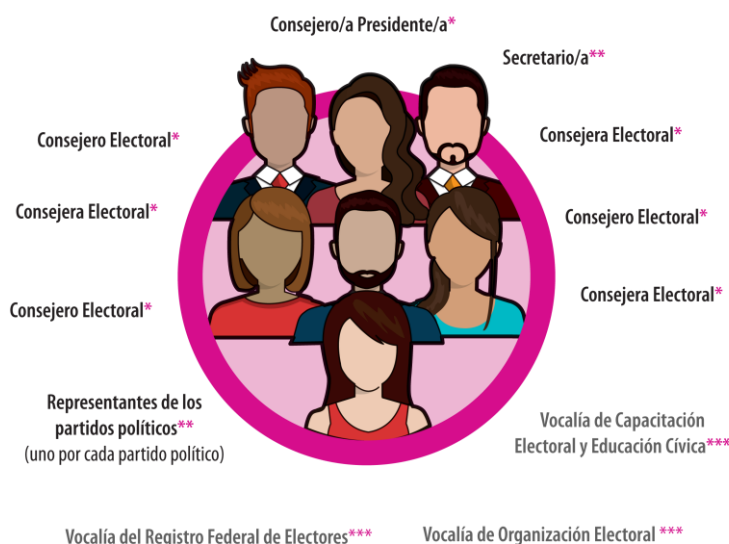 Consejero/a Presidente/a*
Secretario/a**
Consejero Electoral*
Consejera Electoral*
Consejera Electoral*
Consejero Electoral*
Consejero Electoral*
Consejera Electoral*
Representantes de los
partidos políticos**
(uno por cada partido político)
Vocalía de Capacitación
Electoral y Educación Cívica***
Vocalía del Registro Federal de Electores***
Vocalía de Organización Electoral ***